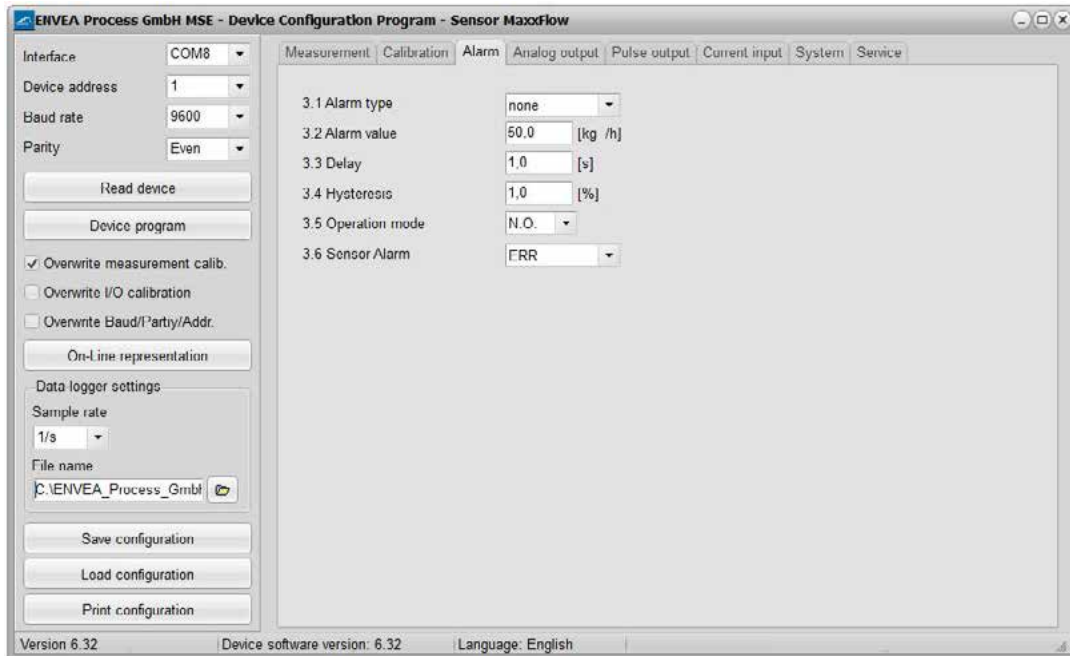 ENVEA Process GmbH MSE - Device Configuration Program - Sensor MaxxFlow
Interface COM8
Device address 1
Baud rate 9600
Parity Even
Read device
Device program
Overwrite measurement calib.
Overwrite I/O calibration
Overwrite Baud/Partiy/Addr.
On-Line representation
Data logger settings
Sample rate
1/s
File name
C:\ENVEA_Process_Gmbl
Save configuration
Load configuration
Print configuration
Measurement Calibration Alarm Analog output Pulse output Current input System Service
3.1 Alarm type none
3.2 Alarm value 50,0 [kg /h]
3.3 Delay 1,0 [s]
3.4 Hysteresis 1,0 [%]
3.5 Operation mode N.O.
3.6 Sensor Alarm ERR
Version 6.32 Device software version: 6.32 Language: English